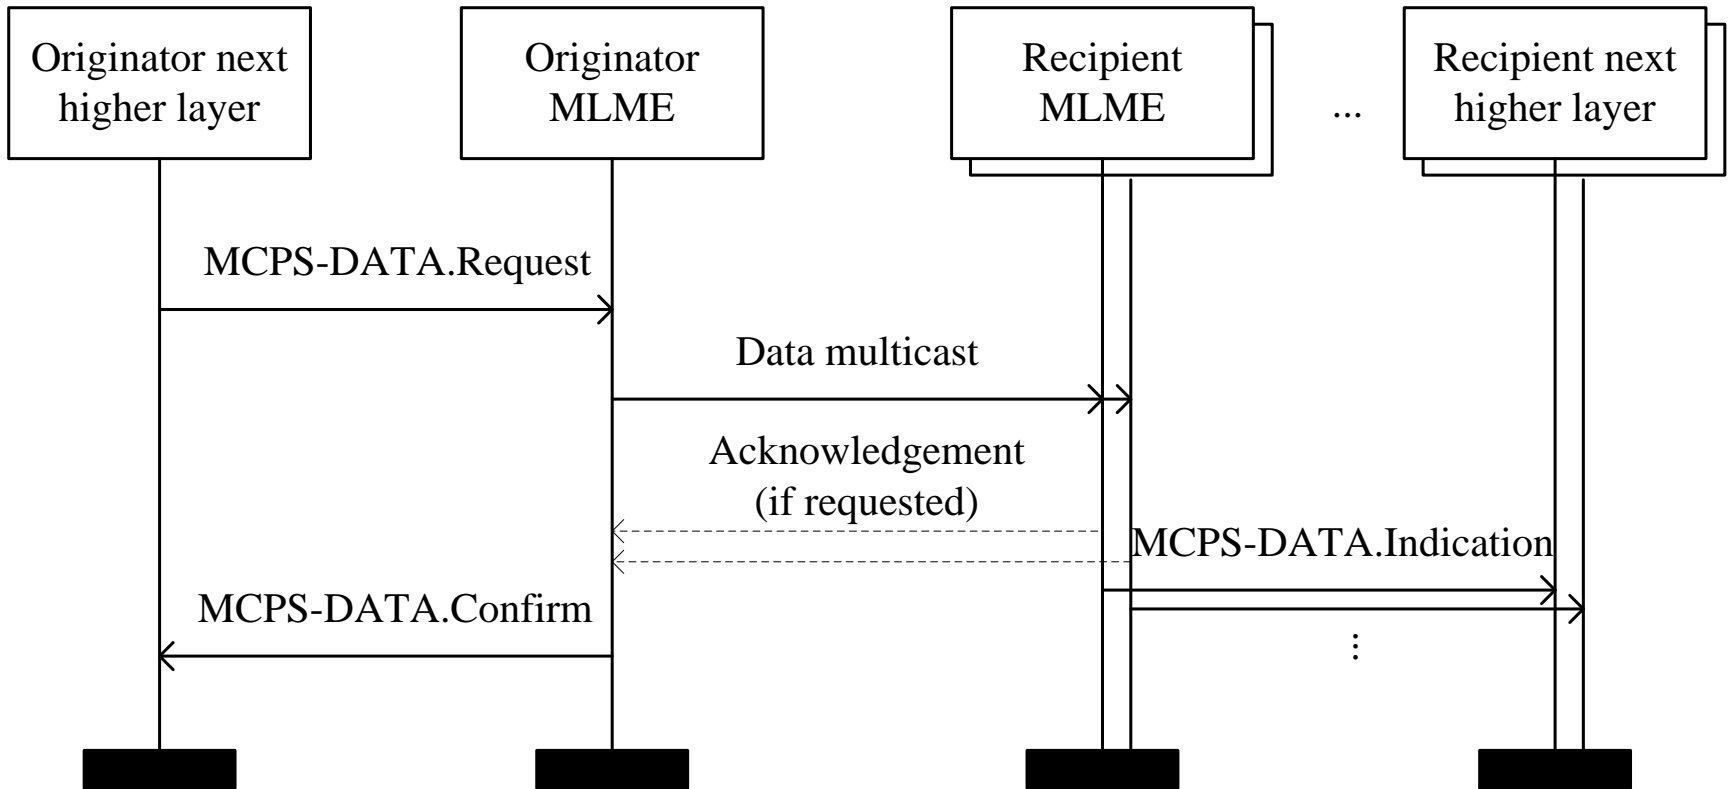 Originator next
higher layer
Originator
MLME
Recipient
MLME
...
Recipient next
higher layer
MCPS-DATA.Request
Data multicast
Acknowledgement
(if requested)
MCPS-DATA.Indication
MCPS-DATA.Confirm
...